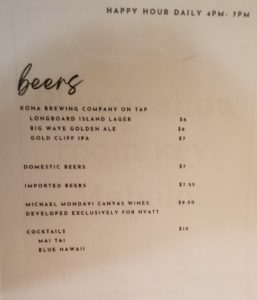 HAPPY HOUR DAILY 4PM- 7PM
beers
KONA BREWING COMPANY ON TAP
LONGBOARD ISLAND LAGER $6
BIG WAVE GOLDEN ALE $6
GOLD CLIFF IPA $7
DOMESTIC BEERS $7
IMPORTED BEERS $7.25
MICHAEL MONDAVI CANVAS WINES. $9.50
DEVELOPED EXCLUSIVELY FOR HYATT
COCKTAILS $10
MAI TAI
BLUE HAWAII